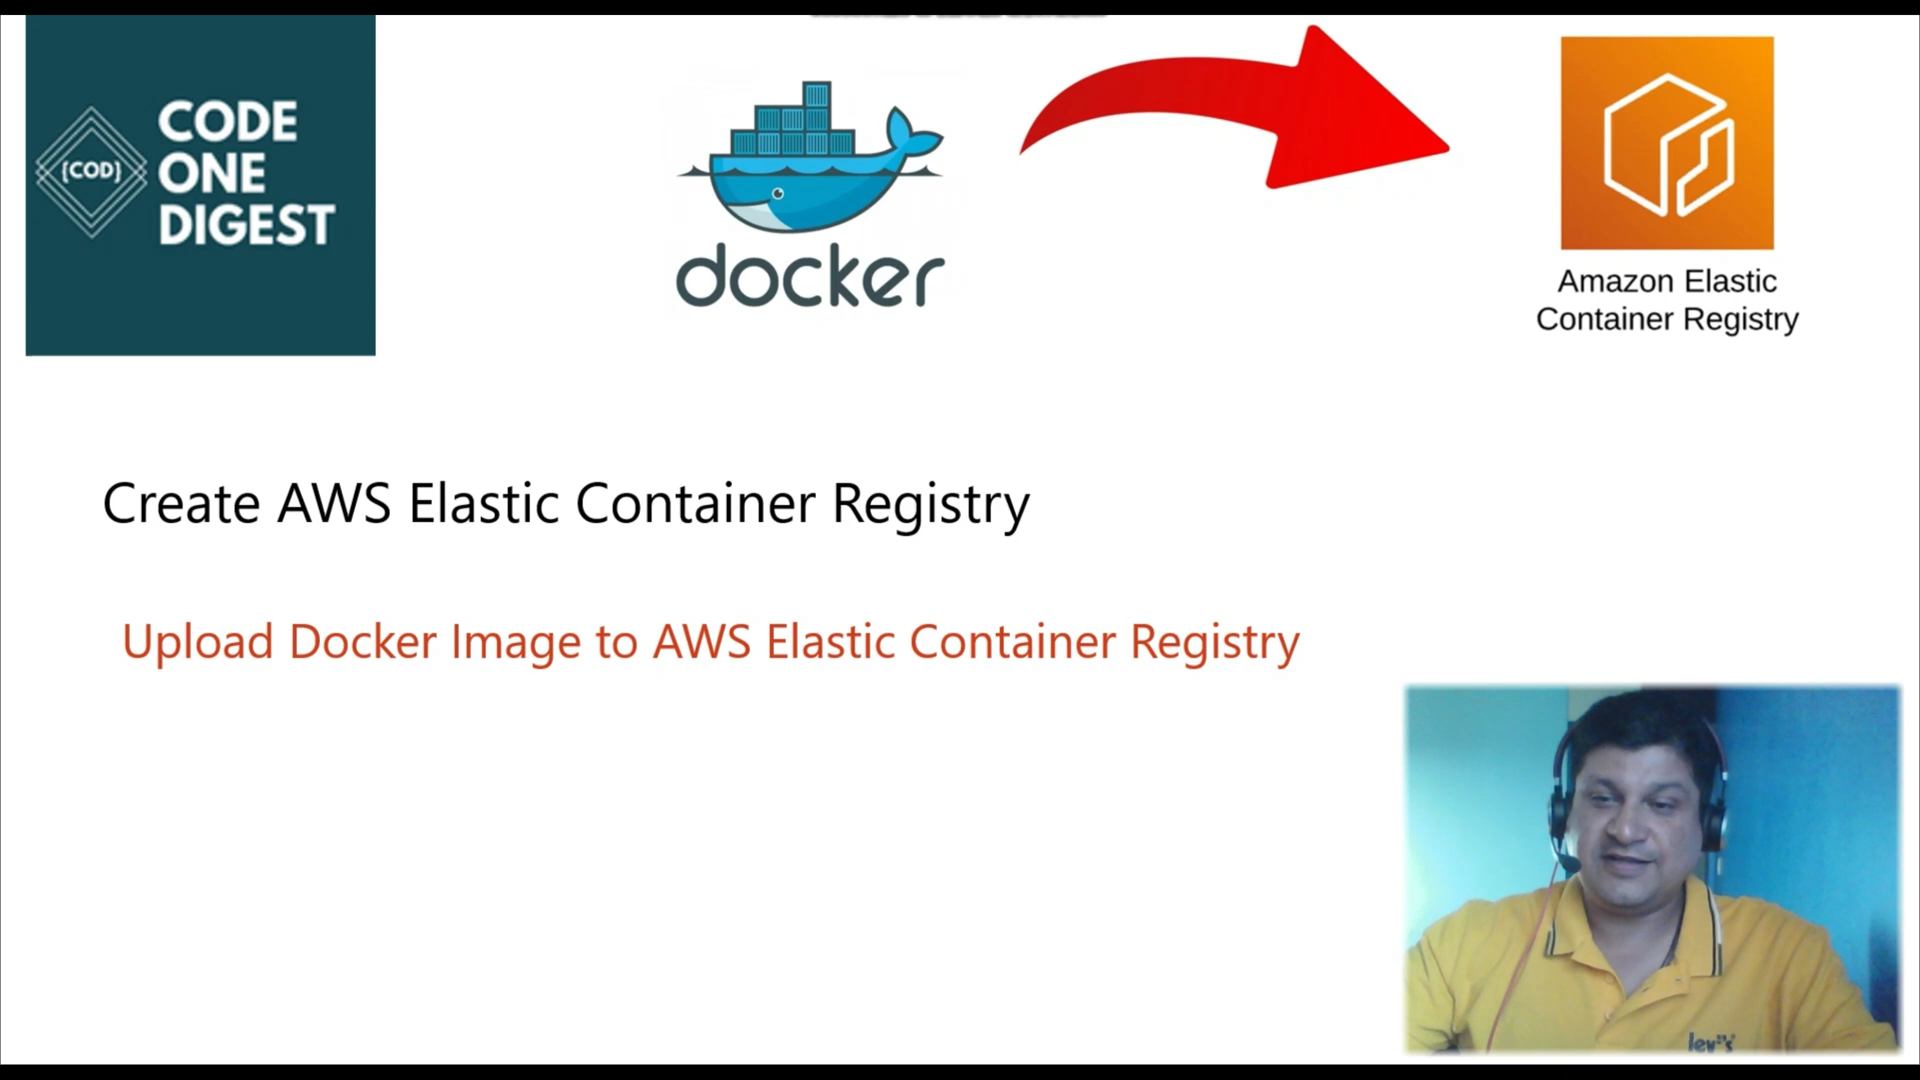 {COD}
CODE
ONE
DIGEST
docker
Amazon Elastic
Container Registry
Create AWS Elastic Container Registry
Upload Docker Image to AWS Elastic Container Registry
levi's